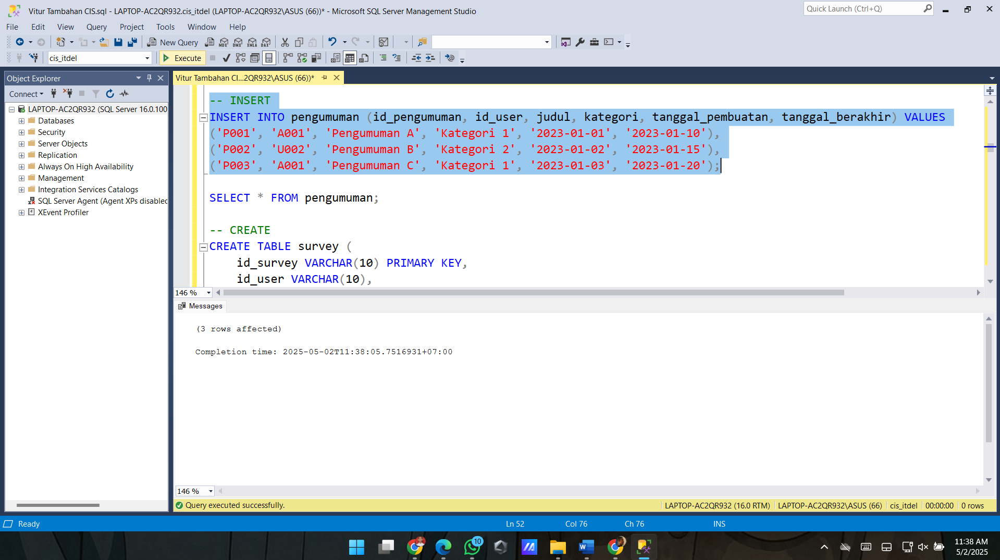 Vitur Tambahan CIS.sql - LAPTOP-AC2QR932.cis_itdel (LAPTOP-AC2QR932\ASUS (66))* - Microsoft SQL Server Management Studio
Quick Launch (Ctrl+Q)
File Edit View Query Project Tools Window Help
New Query
MDX DMX XMLA DAX
cis_itdel
Execute
Object Explorer
Vitur Tambahan CI...2QR932\ASUS (66))*
Connect
LAPTOP-AC2QR932 (SQL Server 16.0.100
Databases
Security
Server Objects
Replication
Always On High Availability
Management
Integration Services Catalogs
SQL Server Agent (Agent XPs disabled
XEvent Profiler
-- INSERT
INSERT INTO pengumuman (id_pengumuman, id_user, judul, kategori, tanggal_pembuatan, tanggal_berakhir) VALUES
('P001', 'A001', 'Pengumuman A', 'Kategori 1', '2023-01-01', '2023-01-10'),
('P002', 'U002', 'Pengumuman B', 'Kategori 2', '2023-01-02', '2023-01-15'),
('P003', 'A001', 'Pengumuman C', 'Kategori 1', '2023-01-03', '2023-01-20');
SELECT * FROM pengumuman;
-- CREATE
CREATE TABLE survey (
id_survey VARCHAR(10) PRIMARY KEY,
id_user VARCHAR(10),
146 %
Messages
(3 rows affected)
Completion time: 2025-05-02T11:38:05.7516931+07:00
146 %
Query executed successfully.
LAPTOP-AC2QR932 (16.0 RTM) LAPTOP-AC2QR932\ASUS (66) cis_itdel 00:00:00 0 rows
Ready
Ln 52 Col 76 Ch 76 INS
10
11:38 AM
5/2/2025